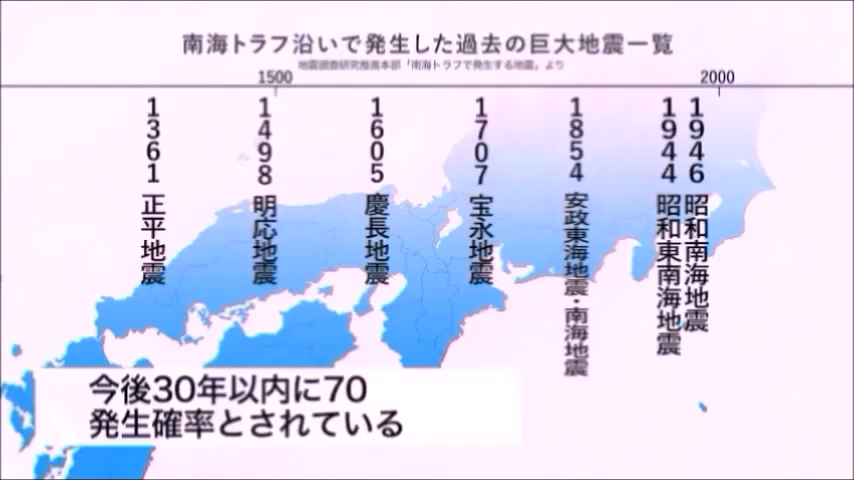 南海トラフ沿いで発生した過去の巨大地震一覧
地震調査研究推進本部「南海トラフで発生する地震」より
1500
2000
1361 正平地震
1498 明応地震
1605 慶長地震
1707 宝永地震
1854 安政東海地震・南海地震
1944 昭和東南海地震
1946 昭和南海地震
今後30年以内に70
発生確率とされている